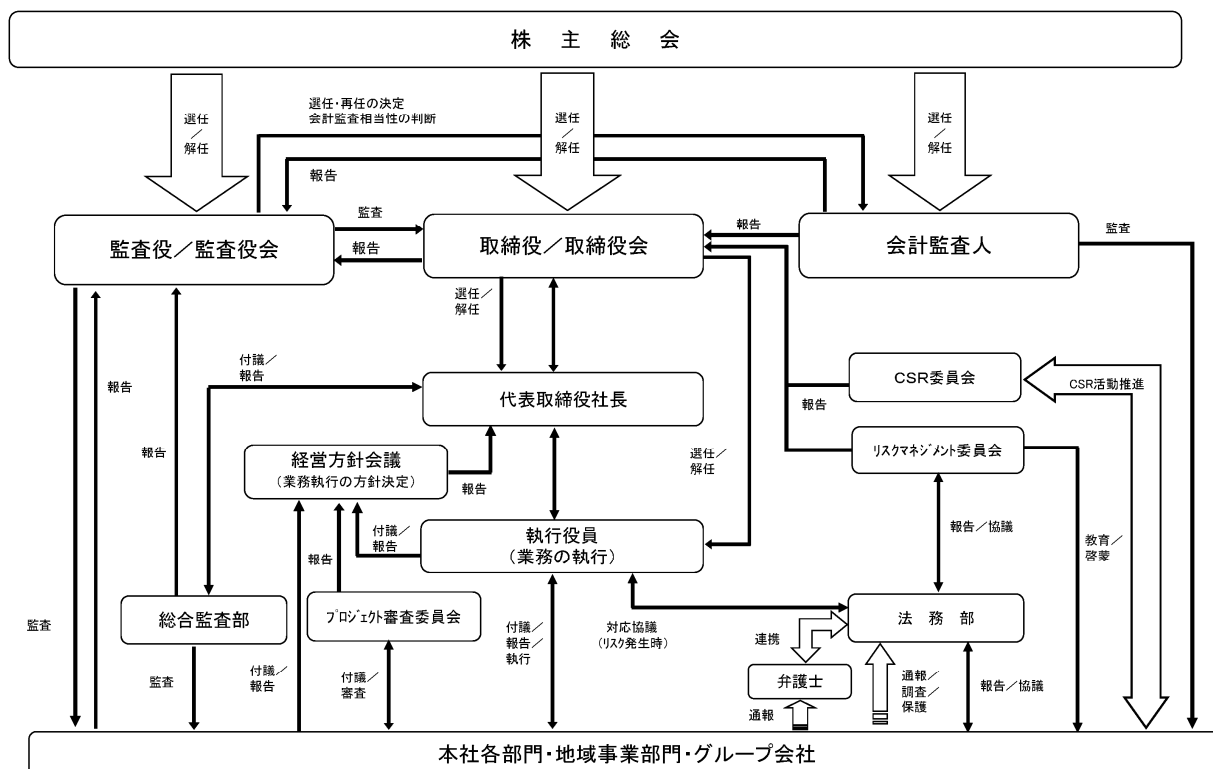 株主総会
選任
／
解任
選任・再任の決定
会計監査相当性の判断
選任
／
解任
選任
／
解任
報告
監査役／監査役会
監査
報告
取締役／取締役会
報告
会計監査人
監査
選任／
解任
付議／
報告
報告
代表取締役社長
CSR委員会
CSR活動推進
報告
報告
経営方針会議
(業務執行の方針決定)
報告
選任／
解任
リスクマネジメント委員会
付議／
報告
執行役員
(業務の執行)
報告
報告／協議
教育／
啓蒙
総合監査部
プロジェクト審査委員会
法務部
監査
付議／
報告／
執行
対応協議
(リスク発生時)
連携
監査
付議／
報告
付議／
審査
弁護士
通報／
調査／
保護
報告／協議
通報
本社各部門・地域事業部門・グループ会社